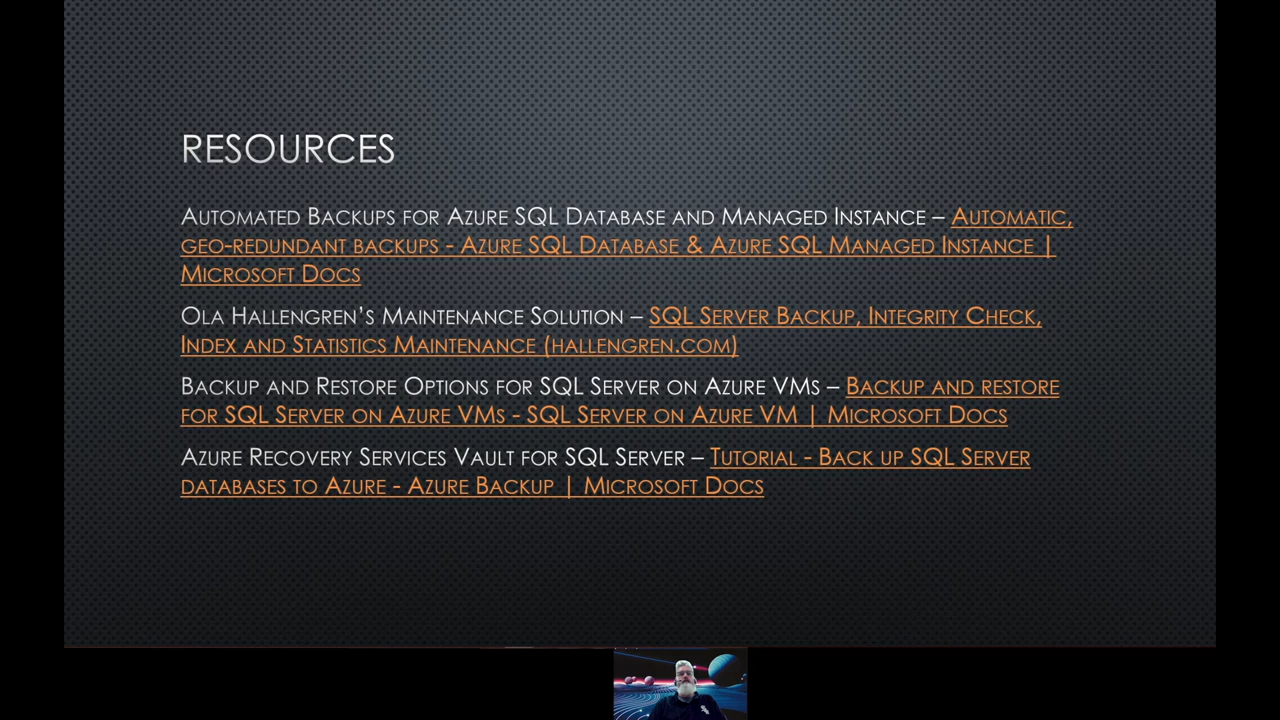 RESOURCES
AUTOMATED BACKUPS FOR AZURE SQL DATABASE AND MANAGED INSTANCE – AUTOMATIC,
GEO-REDUNDANT BACKUPS - AZURE SQL DATABASE & AZURE SQL MANAGED INSTANCE |
MICROSOFT DOCS
OLA HALLENGREN’S MAINTENANCE SOLUTION – SQL SERVER BACKUP, INTEGRITY CHECK,
INDEX AND STATISTICS MAINTENANCE (HALLENGREN.COM)
BACKUP AND RESTORE OPTIONS FOR SQL SERVER ON AZURE VMS – BACKUP AND RESTORE
FOR SQL SERVER ON AZURE VMS - SQL SERVER ON AZURE VM | MICROSOFT DOCS
AZURE RECOVERY SERVICES VAULT FOR SQL SERVER – TUTORIAL - BACK UP SQL SERVER
DATABASES TO AZURE - AZURE BACKUP | MICROSOFT DOCS